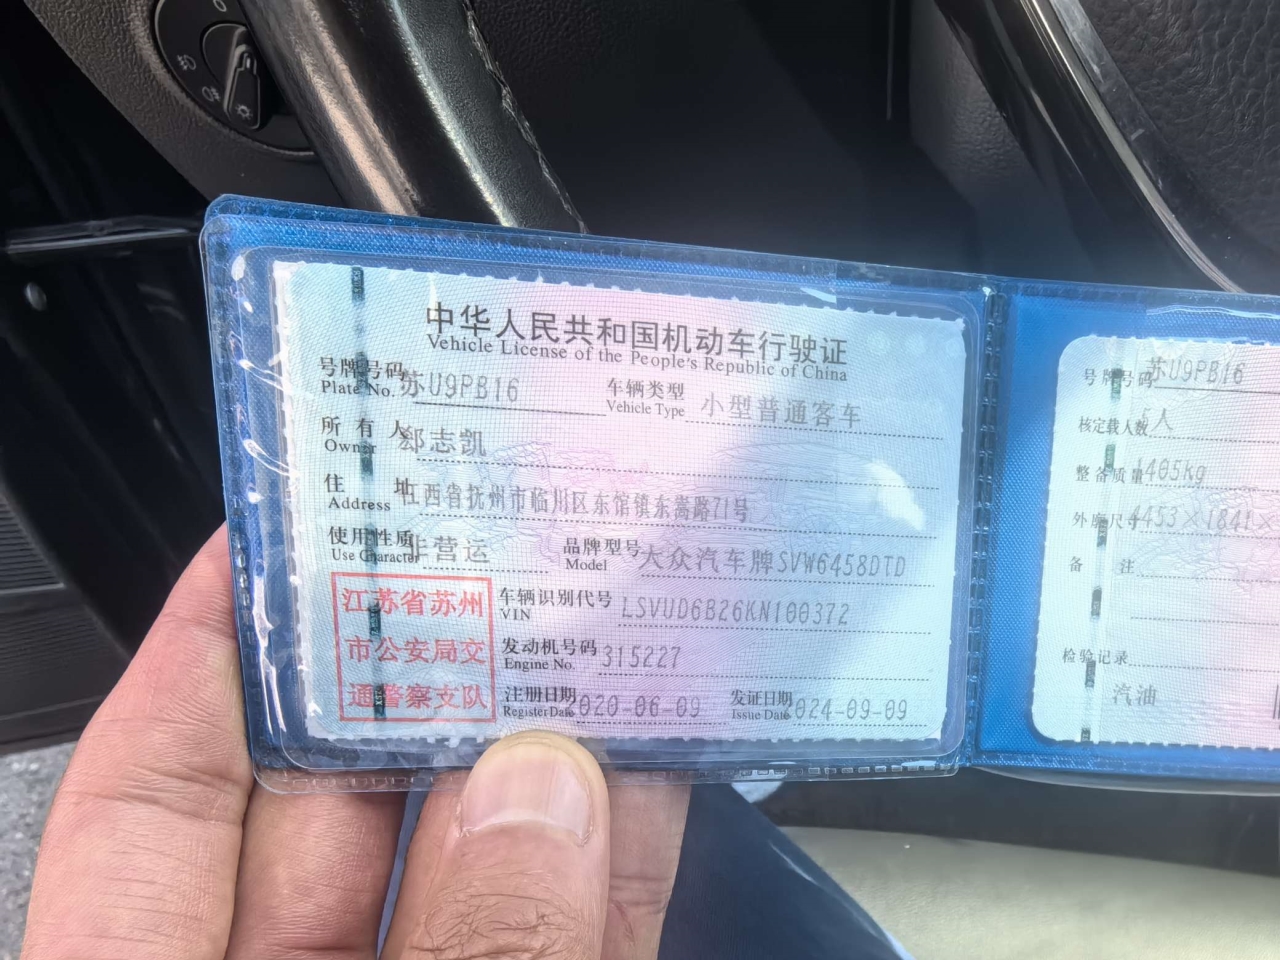 中华人民共和国机动车行驶证
Vehicle License of the People's Republic of China
号牌号码 苏U9PB16 车辆类型 小型普通客车
Plate No. Vehicle Type
所有人 郑志凯
Owner
住址 江西省抚州市临川区东馆镇东嵩路71号
Address
使用性质 非营运 品牌型号 大众汽车牌SVW6458DTD
Use Character Model
江苏省苏州
市公安局交
通警察支队
车辆识别代号 LSVUD6B26KN100372
VIN
发动机号码 315227
Engine No.
注册日期 2020-06-09 发证日期 2024-09-09
Register Date Issue Date
号牌号码 苏U9PB16
核定载人数 5人
整备质量 1405Kg
外廓尺寸 4453×1841×
备注
检验记录
汽油